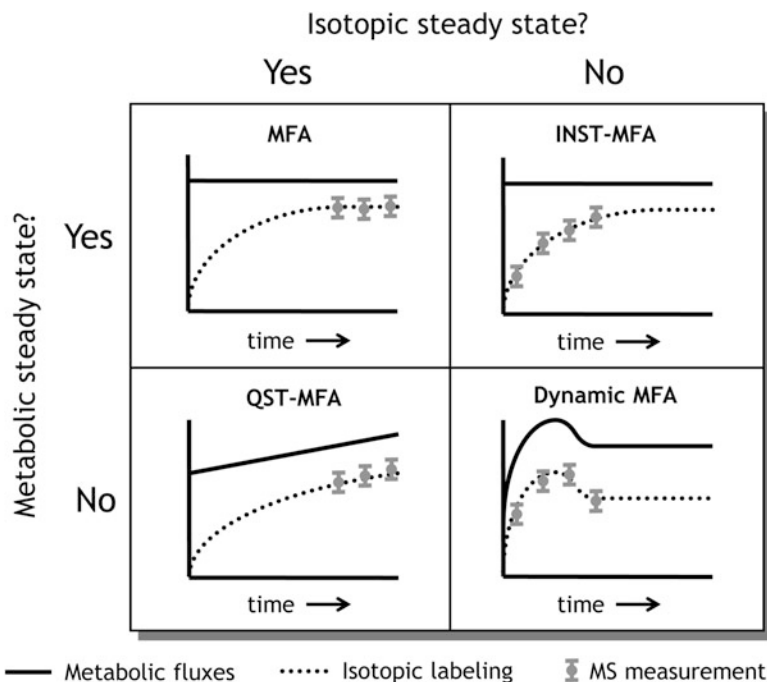 Isotopic steady state?
Yes No
Metabolic steady state?
Yes
MFA
time
INST-MFA
time
No
QST-MFA
time
Dynamic MFA
time
Metabolic fluxes
Isotopic labeling
MS measurement